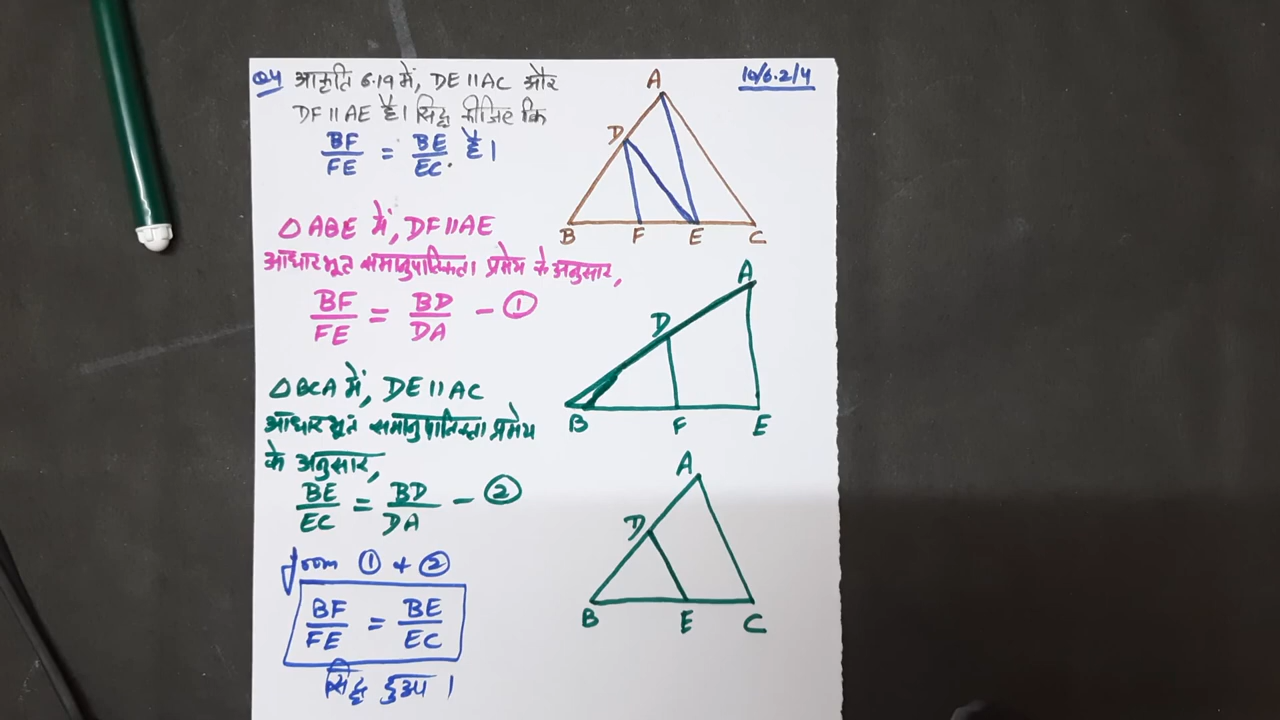 Q4 आकृति 6.19 में, DE || AC और
DF || AE है। सिद्ध कीजिए कि
BF/FE = BE/EC. है।
10/6.2/4
A
D
B F E C
△ABE में, DF || AE
आधारभूत समानुपातिकता प्रमेय के अनुसार,
BF/FE = BD/DA - ①
A
D
B F E
△BCA में, DE || AC
आधारभूत समानुपातिकता प्रमेय
के अनुसार,
BE/EC = BD/DA - ②
A
D
B E C
from ① + ②
BF/FE = BE/EC
सिद्ध हुआ।